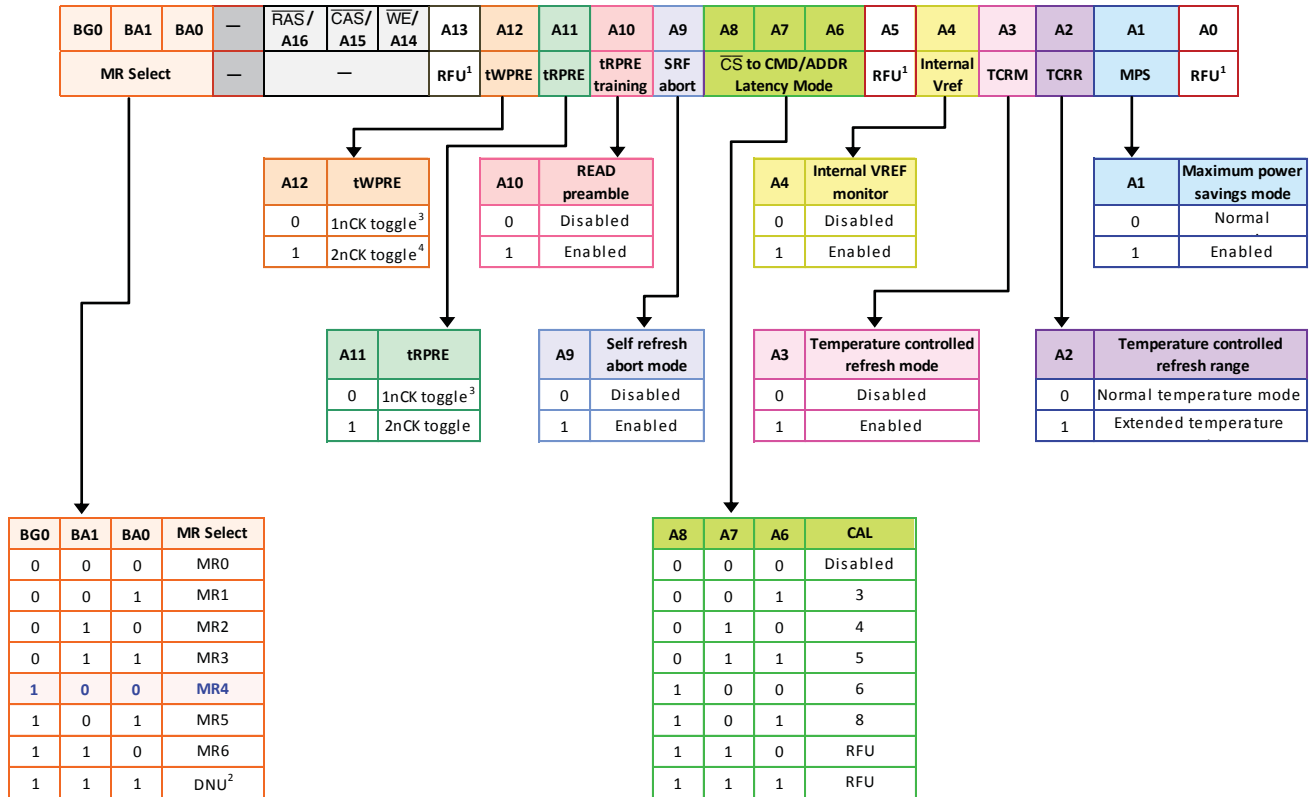 BG0 BA1 BA0 — RAS/ A16 CAS/ A15 WE/ A14 A13 A12 A11 A10 A9 A8 A7 A6 A5 A4 A3 A2 A1 A0
MR Select — — RFU1 tWPRE tRPRE tRPRE training SRF abort CS to CMD/ADDR Latency Mode RFU1 Internal Vref TCRM TCRR MPS RFU1
A12 tWPRE
0 1nCK toggle3
1 2nCK toggle4
A10 READ preamble
0 Disabled
1 Enabled
A4 Internal VREF monitor
0 Disabled
1 Enabled
A1 Maximum power savings mode
0 Normal
1 Enabled
A11 tRPRE
0 1nCK toggle3
1 2nCK toggle
A9 Self refresh abort mode
0 Disabled
1 Enabled
A3 Temperature controlled refresh mode
0 Disabled
1 Enabled
A2 Temperature controlled refresh range
0 Normal temperature mode
1 Extended temperature
BG0 BA1 BA0 MR Select
0 0 0 MR0
0 0 1 MR1
0 1 0 MR2
0 1 1 MR3
1 0 0 MR4
1 0 1 MR5
1 1 0 MR6
1 1 1 DNU2
A8 A7 A6 CAL
0 0 0 Disabled
0 0 1 3
0 1 0 4
0 1 1 5
1 0 0 6
1 0 1 8
1 1 0 RFU
1 1 1 RFU